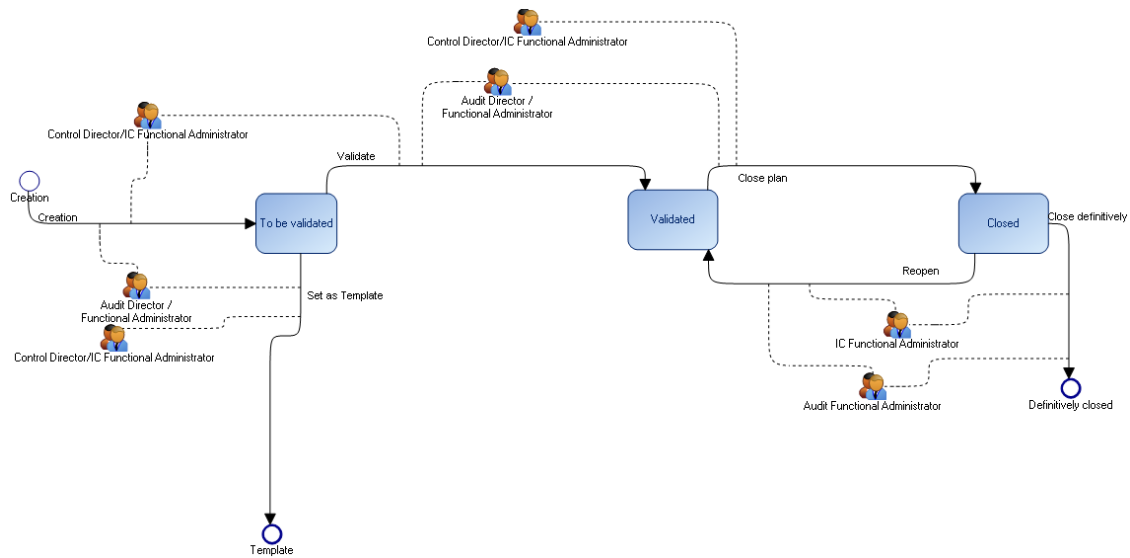 Control Director/IC Functional Administrator
Audit Director /
Functional Administrator
Control Director/IC Functional Administrator
Validate
Close plan
Creation
Creation
To be validated
Validated
Closed
Close definitively
Reopen
Set as Template
Audit Director /
Functional Administrator
Control Director/IC Functional Administrator
IC Functional Administrator
Audit Functional Administrator
Definitively closed
Template